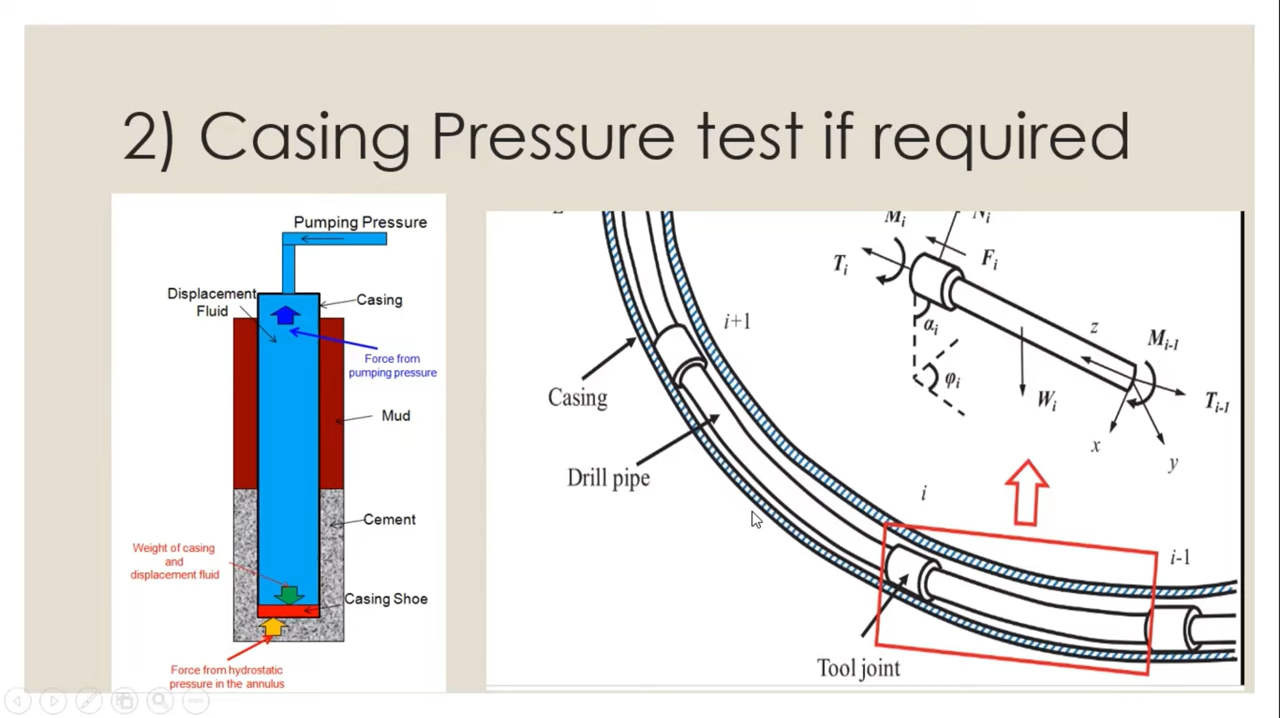 2) Casing Pressure test if required
Pumping Pressure
Displacement
Fluid
Casing
Force from
pumping pressure
Mud
Cement
Weight of casing
and
displacement fluid
Casing Shoe
Force from hydrostatic
pressure in the annulus
Mi
Ni
Ti
Fi
i+1
αi
z
Mi-1
φi
Wi
Ti-1
Casing
x
y
Drill pipe
i
i-1
Tool joint